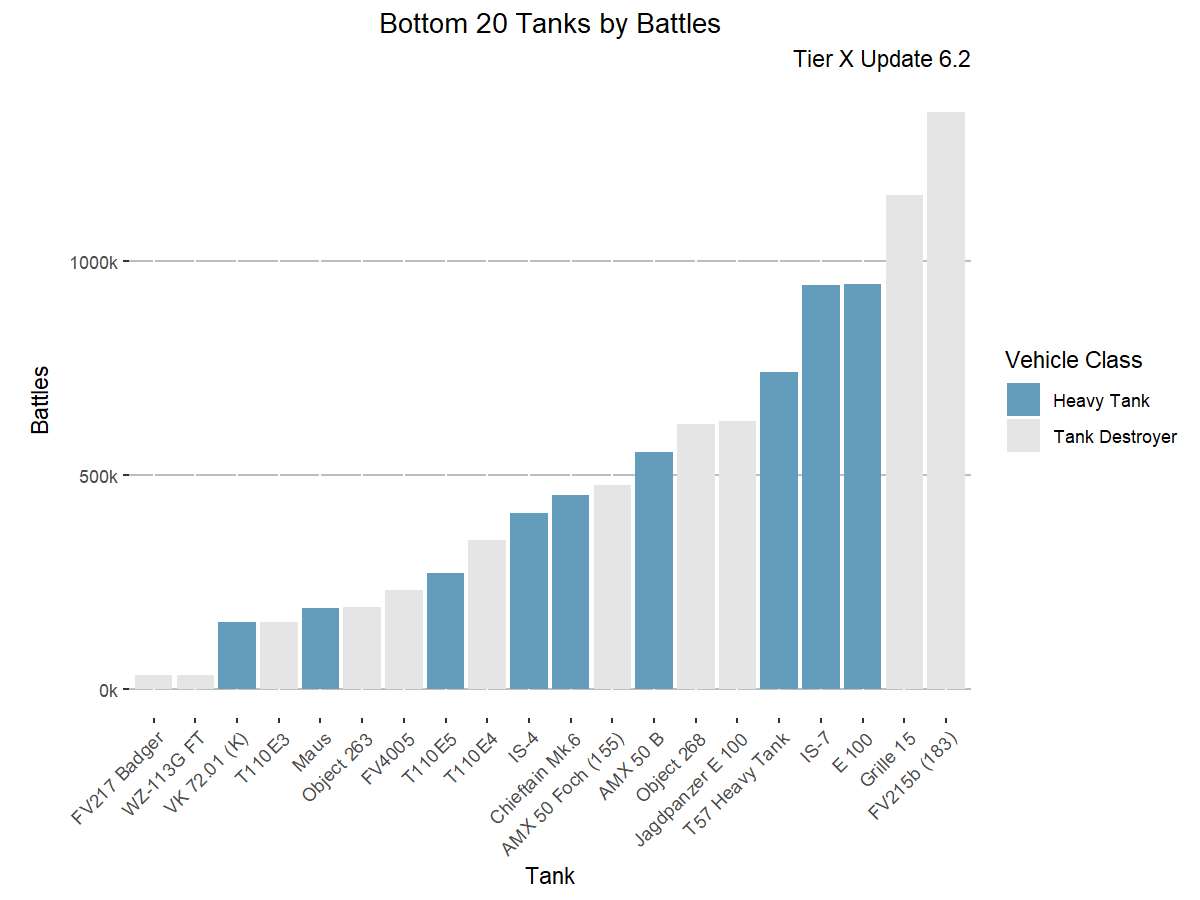 Bottom 20 Tanks by Battles
Tier X Update 6.2
1000k
500k
0k
Battles
FV217 Badger
WZ-113G FT
VK 72.01 (K)
T110E3
Maus
Object 263
FV4005
T110E5
T110E4
IS-4
Chieftain Mk.6
AMX 50 Foch (155)
AMX 50 B
Object 268
Jagdpanzer E 100
T57 Heavy Tank
IS-7
E 100
Grille 15
FV215b (183)
Tank
Vehicle Class
Heavy Tank
Tank Destroyer